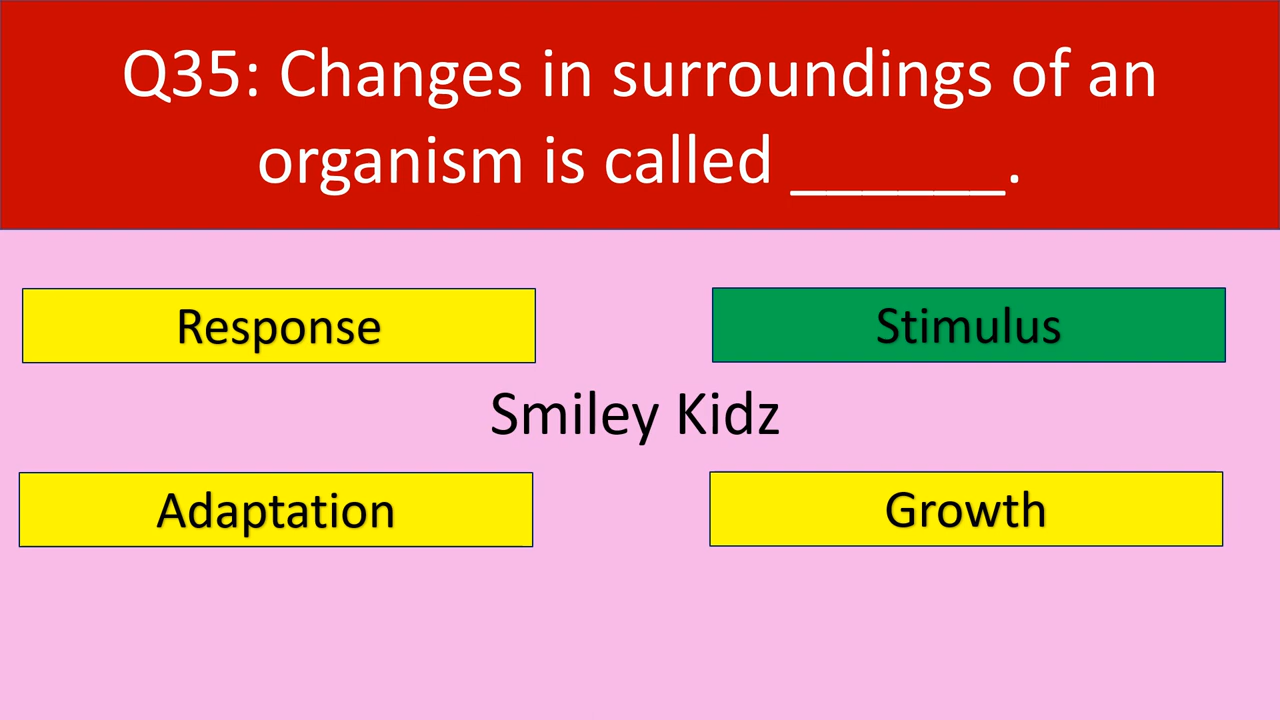 Q35: Changes in surroundings of an
organism is called ______.
Response
Stimulus
Smiley Kidz
Adaptation
Growth